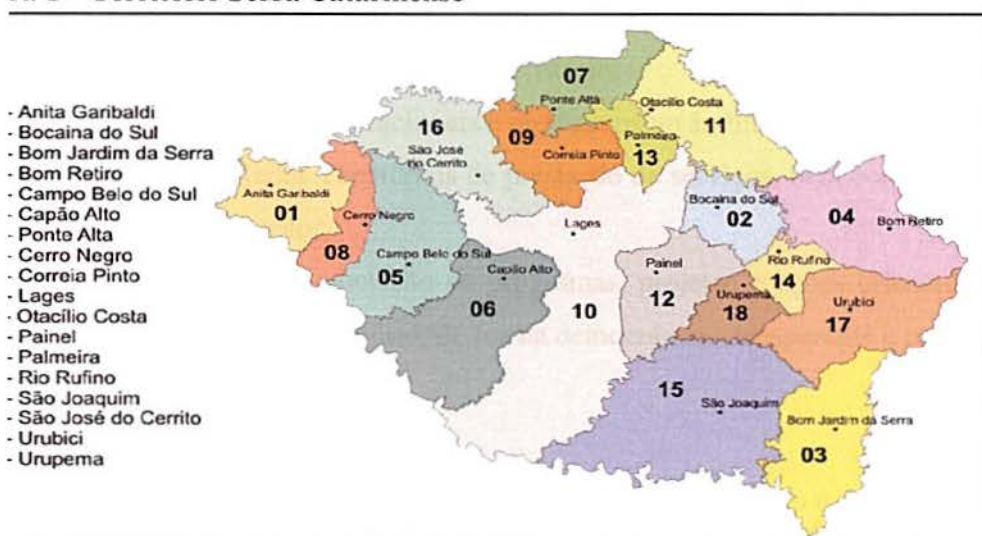 - Anita Garibaldi
- Bocaina do Sul
- Bom Jardim da Serra
- Bom Retiro
- Campo Belo do Sul
- Capão Alto
- Ponte Alta
- Cerro Negro
- Correia Pinto
- Lages
- Otacílio Costa
- Painel
- Palmeira
- Rio Rufino
- São Joaquim
- São José do Cerrito
- Urubici
- Urupema
07
Ponte Alta
Otacílio Costa
11
16
09
Palmeira
Correia Pinto
13
São José
no Cerrito
Anita Garibaldi
01
Cerro Negro
08
Campo Belo do Sul
05
Lages
Bocaina do Sul
02
04
Bom Retiro
Capão Alto
06
10
Painel
12
Rio Rufino
14
Urupema
18
Urubici
17
15
São Joaquim
Bom Jardim da Serra
03